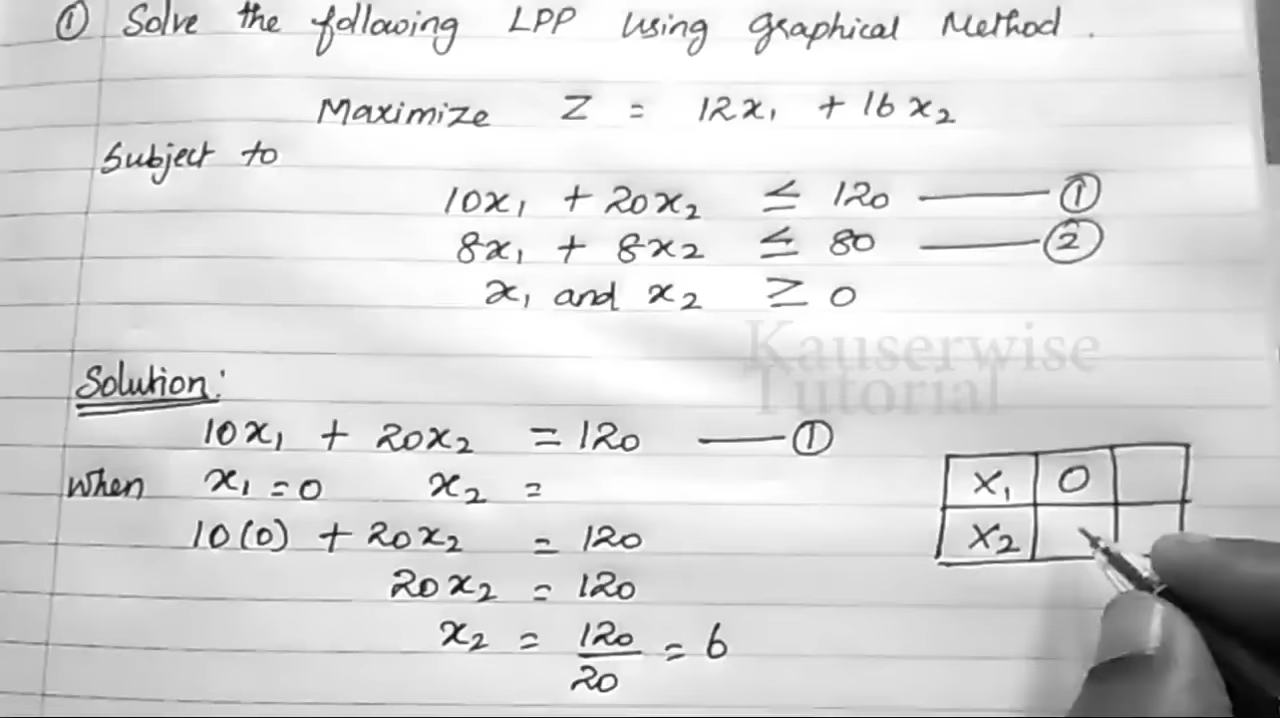 ① Solve the following LPP using Graphical Method.
Maximize Z = 12x₁ + 16x₂
Subject to
10x₁ + 20x₂ ≤ 120 —— ①
8x₁ + 8x₂ ≤ 80 —— ②
x₁ and x₂ ≥ 0
Kauserwise
Tutorial
Solution:
10x₁ + 20x₂ = 120 —— ①
When x₁ = 0 x₂ =
10(0) + 20x₂ = 120
20x₂ = 120
x₂ = 120/20 = 6
x₁ 0
x₂